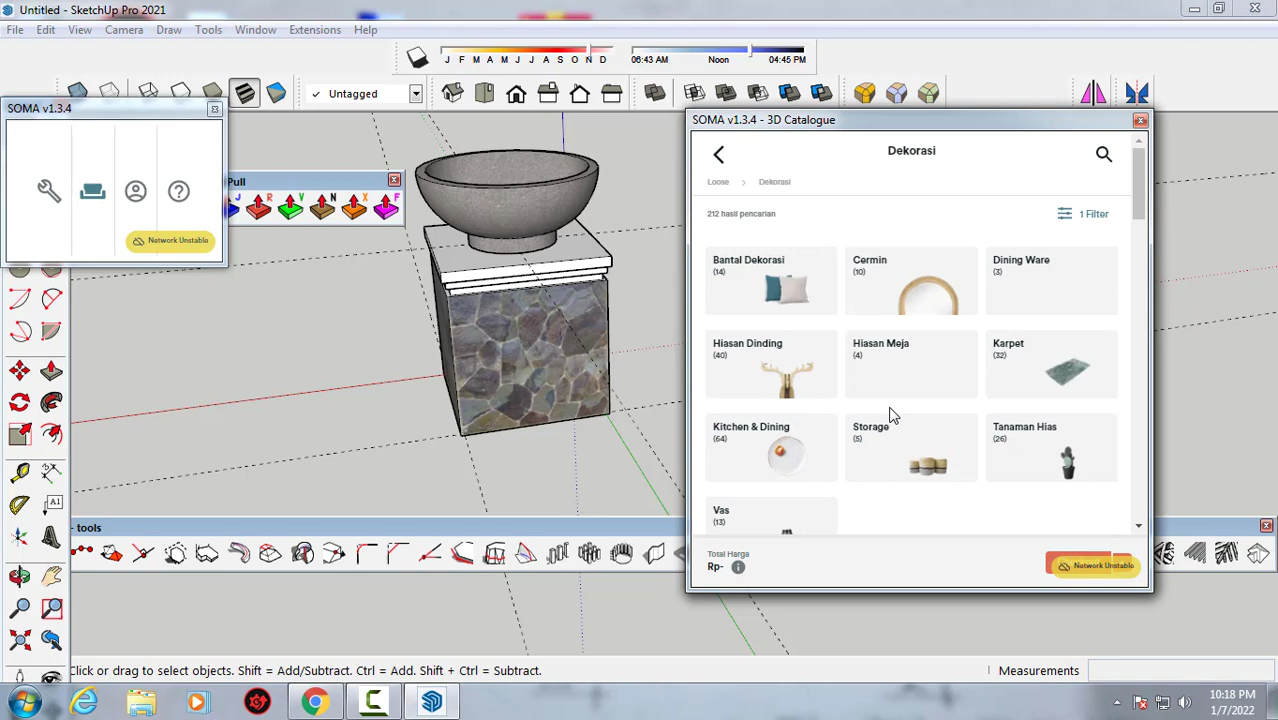 Untitled - SketchUp Pro 2021
File Edit View Camera Draw Tools Window Extensions Help
J F M A M J J A S O N D
06:43 AM Noon 04:45 PM
✓ Untagged
SOMA v1.3.4
Network Unstable
Pull
J R V N X F
SOMA v1.3.4 - 3D Catalogue
Dekorasi
Loose > Dekorasi
212 hasil pencarian
1 Filter
Bantal Dekorasi
(14)
Cermin
(10)
Dining Ware
(3)
Hiasan Dinding
(40)
Hiasan Meja
(4)
Karpet
(32)
Kitchen & Dining
(64)
Storage
(5)
Tanaman Hias
(26)
Vas
(13)
Total Harga
Rp-
Network Unstable
A1
- tools
Click or drag to select objects. Shift = Add/Subtract. Ctrl = Add. Shift + Ctrl = Subtract.
Measurements
10:18 PM
1/7/2022